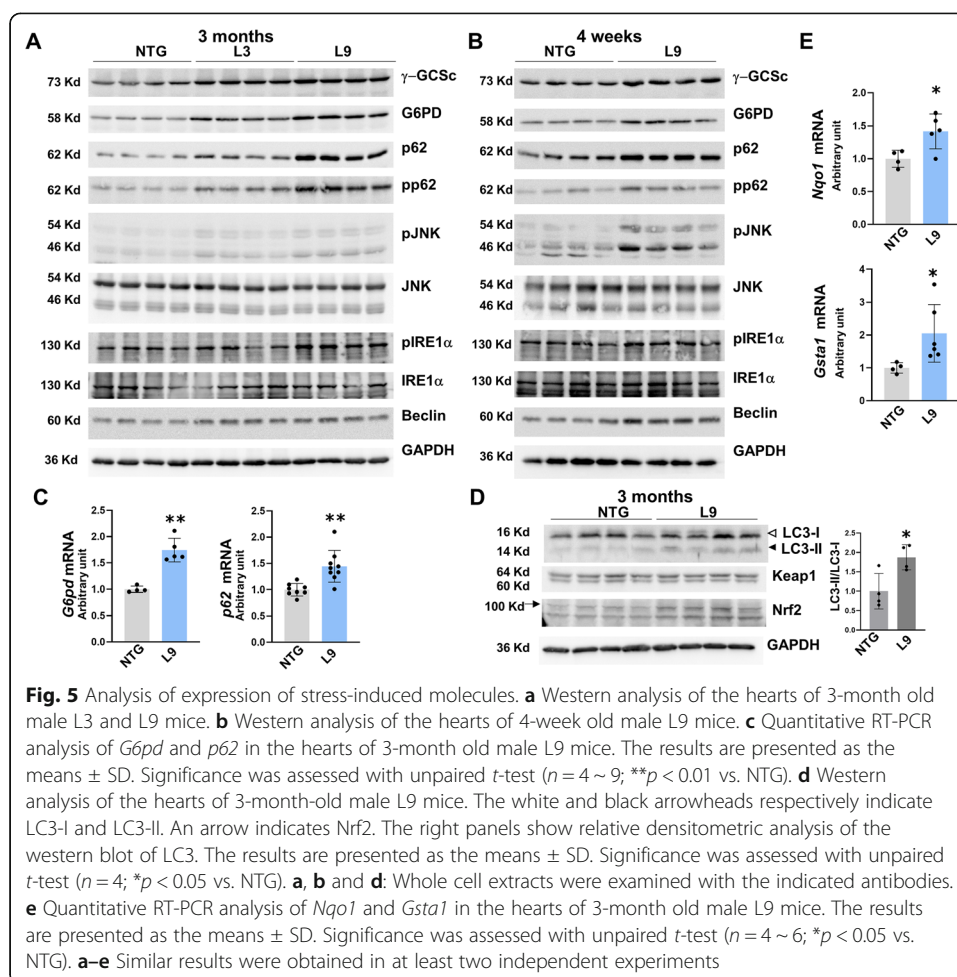 A
3 months
NTG L3 L9
73 Kd γ–GCSc
58 Kd G6PD
62 Kd p62
62 Kd pp62
54 Kd pJNK
46 Kd
54 Kd JNK
46 Kd
130 Kd pIRE1α
130 Kd IRE1α
60 Kd Beclin
36 Kd GAPDH
B
4 weeks
NTG L9
73 Kd γ–GCSc
58 Kd G6PD
62 Kd p62
62 Kd pp62
54 Kd pJNK
46 Kd
54 Kd JNK
46 Kd
130 Kd pIRE1α
130 Kd IRE1α
60 Kd Beclin
36 Kd GAPDH
E
Nqo1 mRNA
Arbitrary unit
2.0
1.5
1.0
0.5
0.0
*
NTG L9
Gsta1 mRNA
Arbitrary unit
4
3
2
1
0
*
NTG L9
C
G6pd mRNA
Arbitrary unit
2.5
2.0
1.5
1.0
0.5
0.0
**
NTG L9
p62 mRNA
Arbitrary unit
2.5
2.0
1.5
1.0
0.5
0.0
**
NTG L9
D
3 months
NTG L9
16 Kd LC3-I
14 Kd LC3-II
64 Kd Keap1
60 Kd
100 Kd Nrf2
36 Kd GAPDH
LC3-II/LC3-I
2.5
2.0
1.5
1.0
0.5
0.0
*
NTG L9
Fig. 5 Analysis of expression of stress-induced molecules. a Western analysis of the hearts of 3-month old
male L3 and L9 mice. b Western analysis of the hearts of 4-week old male L9 mice. c Quantitative RT-PCR
analysis of G6pd and p62 in the hearts of 3-month old male L9 mice. The results are presented as the
means ± SD. Significance was assessed with unpaired t-test (n = 4 ~ 9; **p < 0.01 vs. NTG). d Western
analysis of the hearts of 3-month-old male L9 mice. The white and black arrowheads respectively indicate
LC3-I and LC3-II. An arrow indicates Nrf2. The right panels show relative densitometric analysis of the
western blot of LC3. The results are presented as the means ± SD. Significance was assessed with unpaired
t-test (n = 4; *p < 0.05 vs. NTG). a, b and d: Whole cell extracts were examined with the indicated antibodies.
e Quantitative RT-PCR analysis of Nqo1 and Gsta1 in the hearts of 3-month old male L9 mice. The results
are presented as the means ± SD. Significance was assessed with unpaired t-test (n = 4 ~ 6; *p < 0.05 vs.
NTG). a–e Similar results were obtained in at least two independent experiments